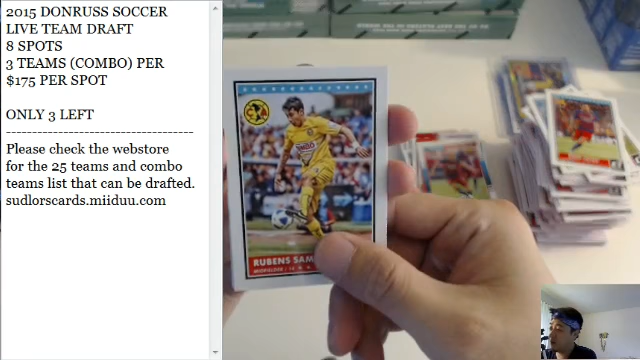 2015 DONRUSS SOCCER
LIVE TEAM DRAFT
8 SPOTS
3 TEAMS (COMBO) PER
$175 PER SPOT
ONLY 3 LEFT
----------------------------------
Please check the webstore
for the 25 teams and combo
teams list that can be drafted.
sudlorscards.miiduu.com
RUBENS SAM
MIDFIELDER